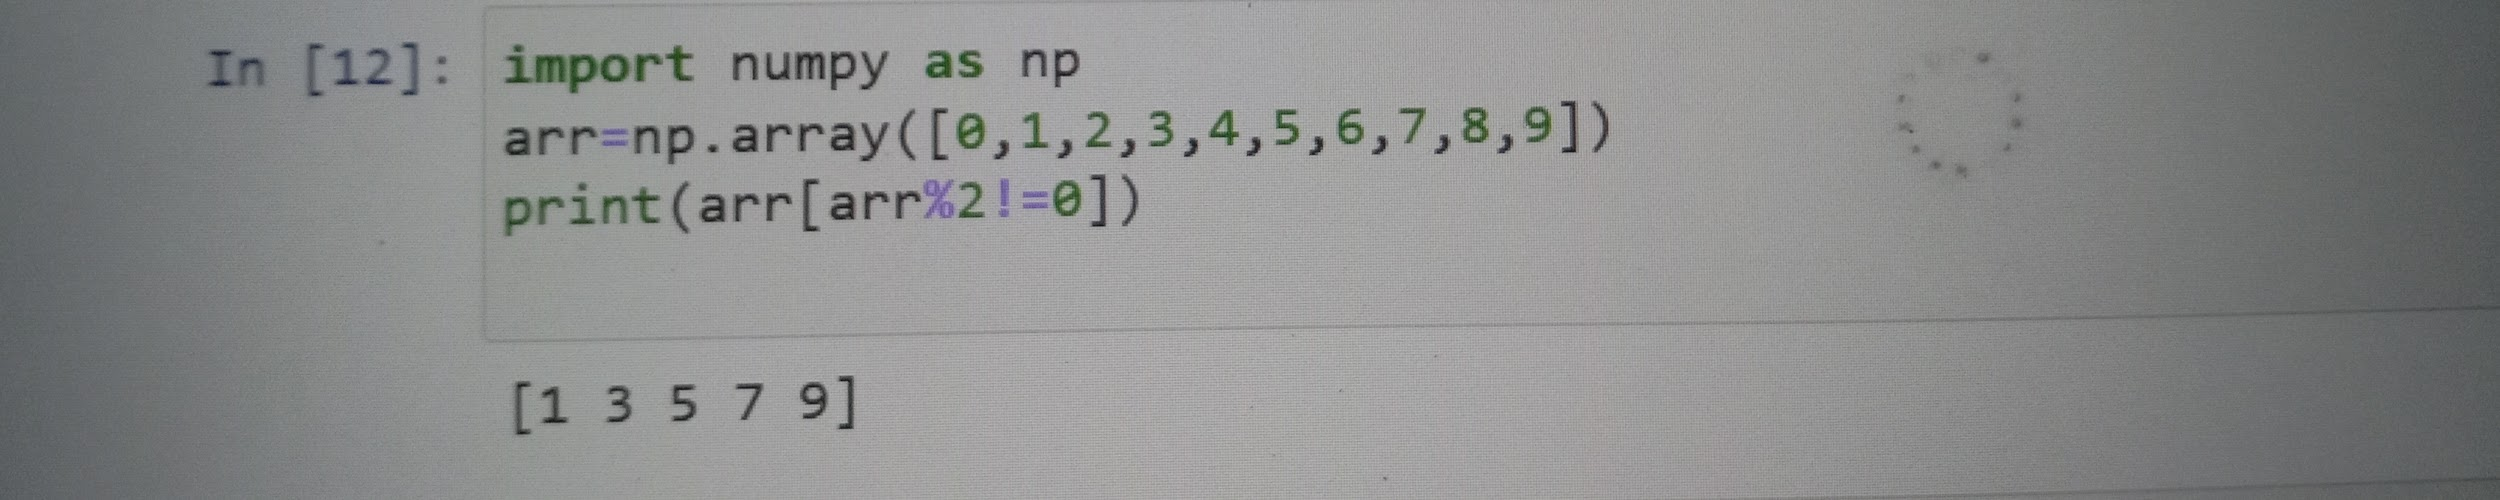 In [12]: import numpy as np
arr=np.array([0,1,2,3,4,5,6,7,8,9])
print(arr[arr%2!=0])
[1 3 5 7 9]